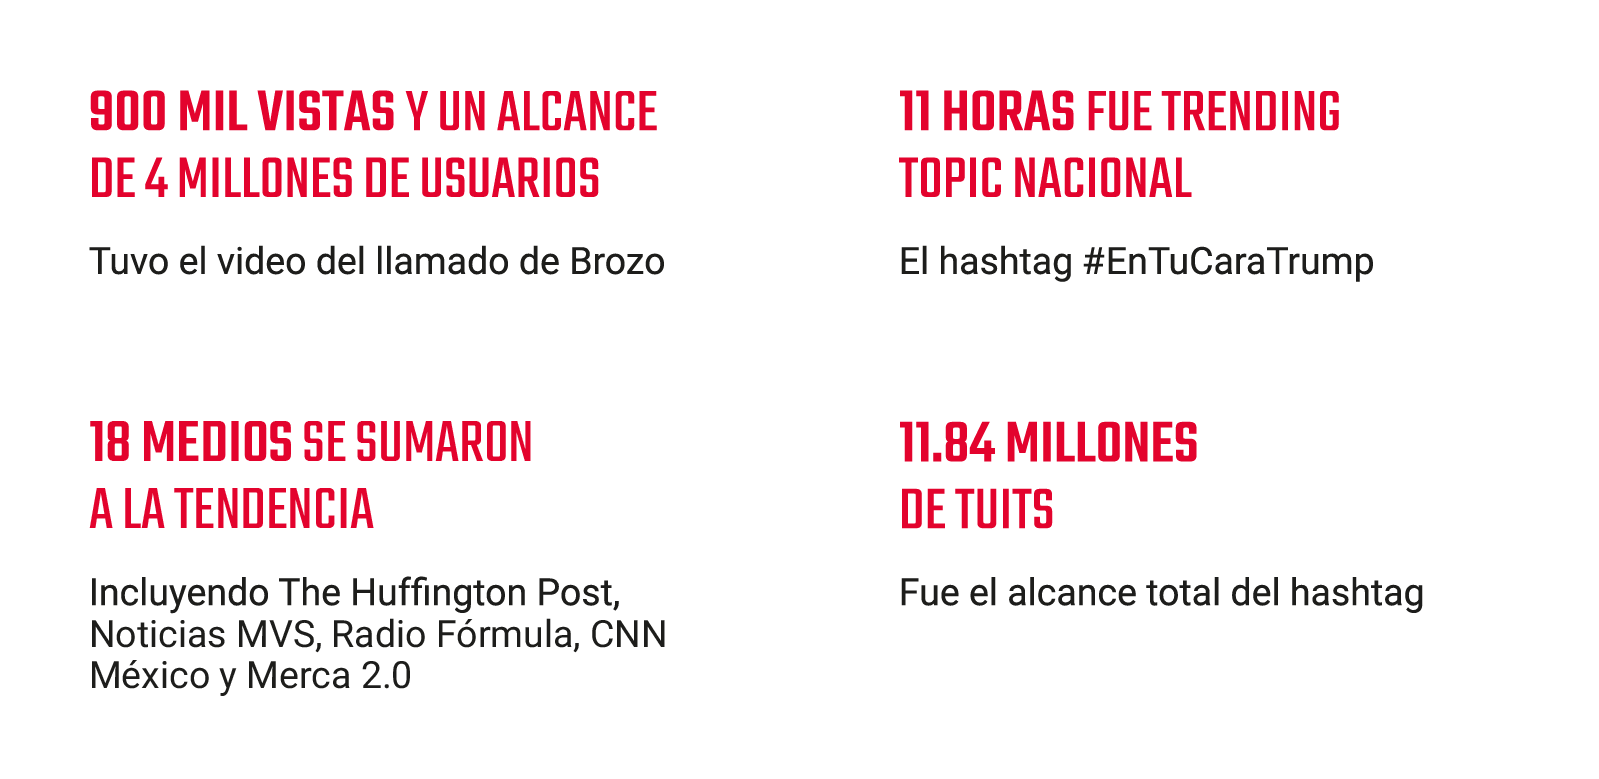 900 MIL VISTAS Y UN ALCANCE
DE 4 MILLONES DE USUARIOS
Tuvo el video del llamado de Brozo
11 HORAS FUE TRENDING
TOPIC NACIONAL
El hashtag #EnTuCaraTrump
18 MEDIOS SE SUMARON
A LA TENDENCIA
Incluyendo The Huffington Post,
Noticias MVS, Radio Fórmula, CNN
México y Merca 2.0
11.84 MILLONES
DE TUITS
Fue el alcance total del hashtag